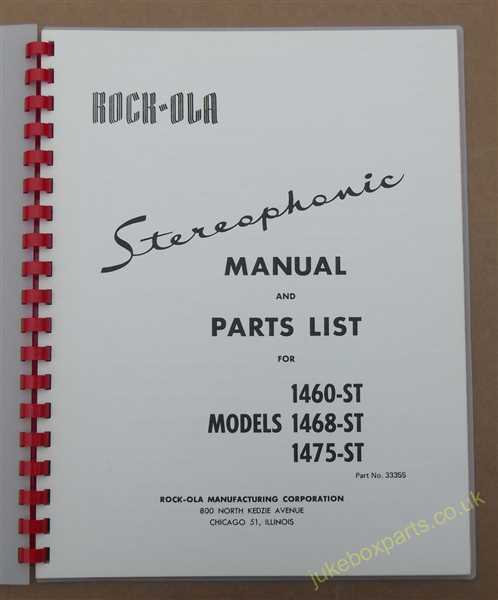 ROCK-OLA
Stereophonic
MANUAL
AND
PARTS LIST
FOR
1460-ST
MODELS 1468-ST
1475-ST
Part No. 33355
ROCK-OLA MANUFACTURING CORPORATION
800 NORTH KEDZIE AVENUE
CHICAGO 51, ILLINOIS
jukeboxparts.co.uk